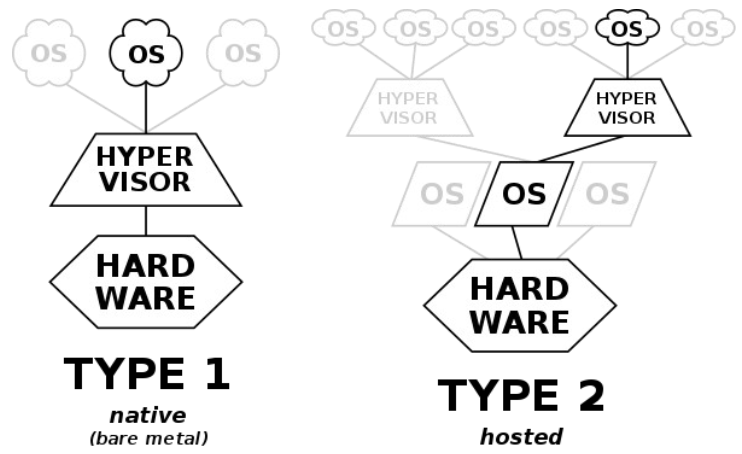 OS OS OS
HYPER
VISOR
HARD
WARE
TYPE 1
native
(bare metal)
OS OS OS OS OS OS
HYPER HYPER
VISOR VISOR
OS OS OS
HARD
WARE
TYPE 2
hosted